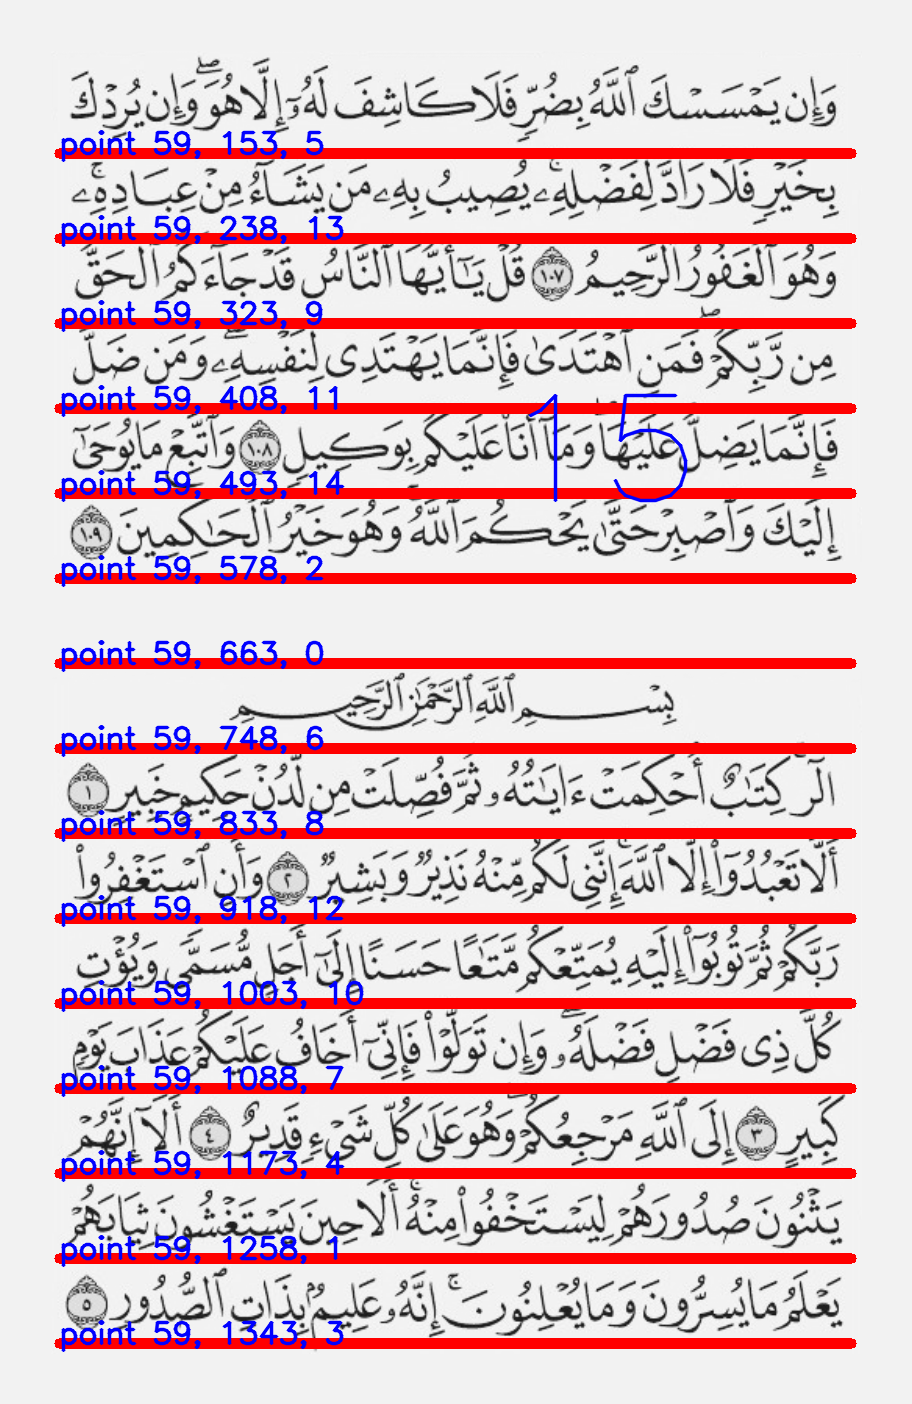 وَإِن يَمْسَسْكَ ٱللَّهُ بِضُرٍّ فَلَا كَاشِفَ لَهُۥٓ إِلَّا هُوَ ۖ وَإِن يُرِدْكَ
point 59, 153, 5
بِخَيْرٍ فَلَا رَآدَّ لِفَضْلِهِۦ ۚ يُصِيبُ بِهِۦ مَن يَشَآءُ مِنْ عِبَادِهِۦ ۚ
point 59, 238, 13
وَهُوَ ٱلْغَفُورُ ٱلرَّحِيمُ ١٠٧ قُلْ يَٰٓأَيُّهَا ٱلنَّاسُ قَدْ جَآءَكُمُ ٱلْحَقُّ
point 59, 323, 9
مِن رَّبِّكُمْ ۖ فَمَنِ ٱهْتَدَىٰ فَإِنَّمَا يَهْتَدِى لِنَفْسِهِۦ ۖ وَمَن ضَلَّ
point 59, 408, 11
15
فَإِنَّمَا يَضِلُّ عَلَيْهَا ۖ وَمَآ أَنَا۠ عَلَيْكُم بِوَكِيلٍ ١٠٨ وَٱتَّبِعْ مَا يُوحَىٰٓ
point 59, 493, 14
إِلَيْكَ وَٱصْبِرْ حَتَّىٰ يَحْكُمَ ٱللَّهُ ۚ وَهُوَ خَيْرُ ٱلْحَٰكِمِينَ ١٠٩
point 59, 578, 2
point 59, 663, 0
بِسْمِ ٱللَّهِ ٱلرَّحْمَٰنِ ٱلرَّحِيمِ
point 59, 748, 6
الٓر ۚ كِتَٰبٌ أُحْكِمَتْ ءَايَٰتُهُۥ ثُمَّ فُصِّلَتْ مِن لَّدُنْ حَكِيمٍ خَبِيرٍ ١
point 59, 833, 8
أَلَّا تَعْبُدُوٓا۟ إِلَّا ٱللَّهَ ۚ إِنَّنِى لَكُم مِّنْهُ نَذِيرٌ وَبَشِيرٌ ٢ وَأَنِ ٱسْتَغْفِرُوا۟
point 59, 918, 12
رَبَّكُمْ ثُمَّ تُوبُوٓا۟ إِلَيْهِ يُمَتِّعْكُم مَّتَٰعًا حَسَنًا إِلَىٰٓ أَجَلٍ مُّسَمًّى وَيُؤْتِ
point 59, 1003, 10
كُلَّ ذِى فَضْلٍ فَضْلَهُۥ ۖ وَإِن تَوَلَّوْا۟ فَإِنِّىٓ أَخَافُ عَلَيْكُمْ عَذَابَ يَوْمٍ
point 59, 1088, 7
كَبِيرٍ ٣ إِلَى ٱللَّهِ مَرْجِعُكُمْ ۖ وَهُوَ عَلَىٰ كُلِّ شَىْءٍ قَدِيرٌ ٤ أَلَآ إِنَّهُمْ
point 59, 1173, 4
يَثْنُونَ صُدُورَهُمْ لِيَسْتَخْفُوا۟ مِنْهُ ۚ أَلَا حِينَ يَسْتَغْشُونَ ثِيَابَهُمْ
point 59, 1258, 1
يَعْلَمُ مَا يُسِرُّونَ وَمَا يُعْلِنُونَ ۚ إِنَّهُۥ عَلِيمٌۢ بِذَاتِ ٱلصُّدُورِ ٥
point 59, 1343, 3